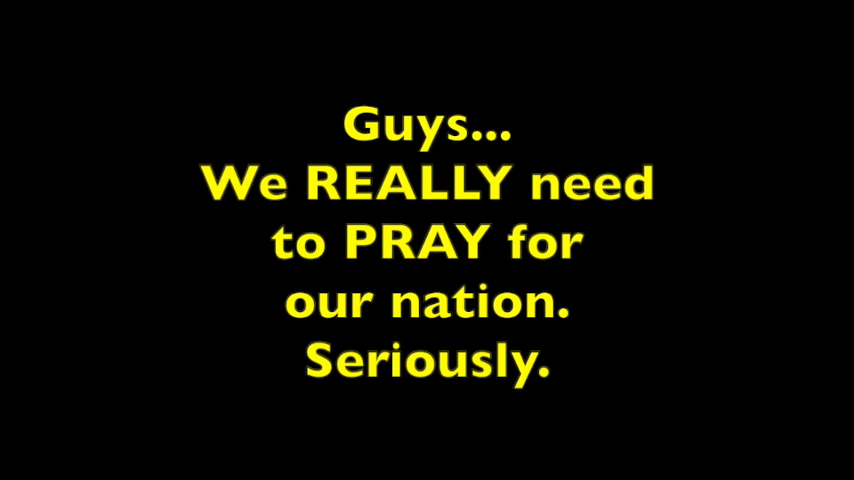 Guys...
We REALLY need
to PRAY for
our nation.
Seriously.